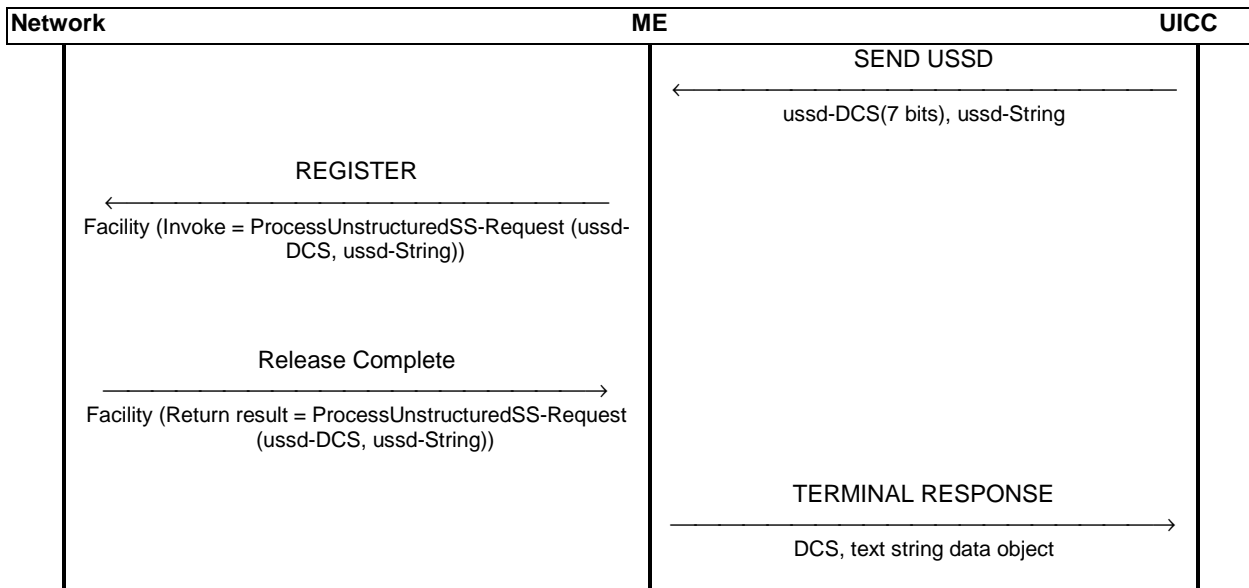 Network ME UICC
SEND USSD
ussd-DCS(7 bits), ussd-String
REGISTER
Facility (Invoke = ProcessUnstructuredSS-Request (ussd-
DCS, ussd-String))
Release Complete
Facility (Return result = ProcessUnstructuredSS-Request
(ussd-DCS, ussd-String))
TERMINAL RESPONSE
DCS, text string data object